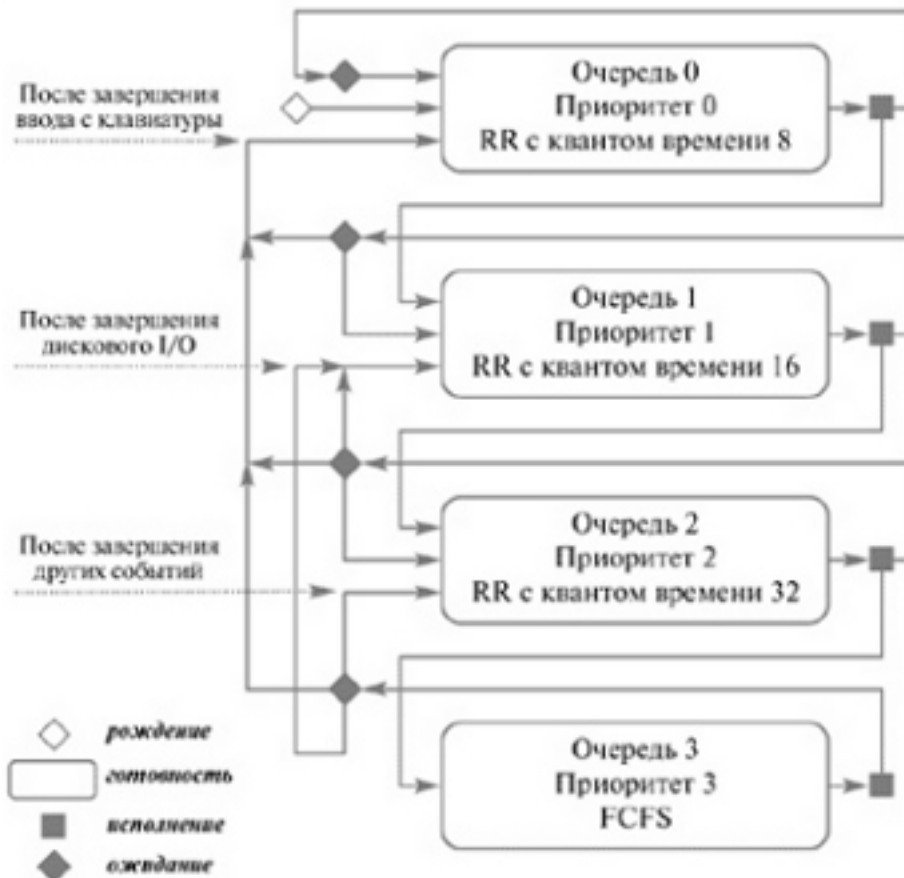 Очередь 0
Приоритет 0
RR с квантом времени 8
После завершения
ввода с клавиатуры
Очередь 1
Приоритет 1
RR с квантом времени 16
После завершения
дискового I/O
Очередь 2
Приоритет 2
RR с квантом времени 32
После завершения
других событий
Очередь 3
Приоритет 3
FCFS
рождение
готовность
исполнение
ожидание